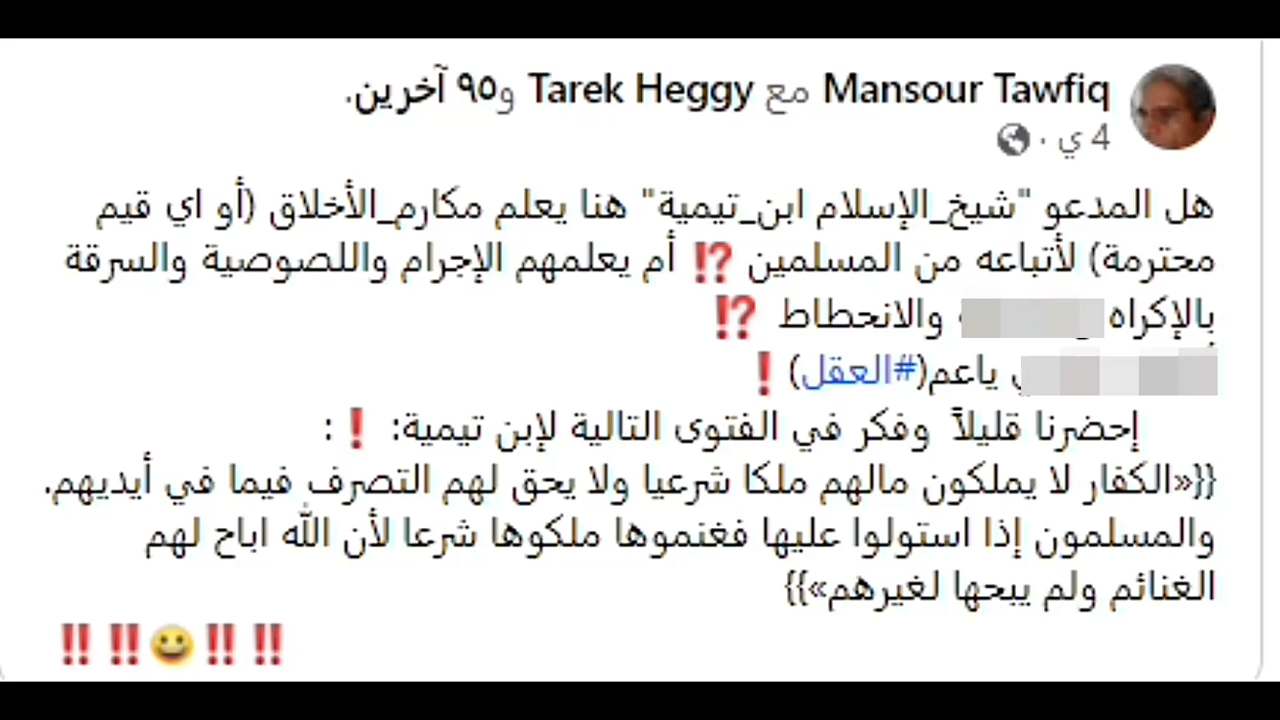 Mansour Tawfiq مع Tarek Heggy و٩٥ آخرين.
4 ي ·
هل المدعو "شيخ_الإسلام ابن_تيمية" هنا يعلم مكارم_الأخلاق (أو اي قيم
محترمة) لأتباعه من المسلمين ⁉️ أم يعلمهم الإجرام واللصوصية والسرقة
بالإكراه والانحطاط ⁉️
ياعم(#العقل) ❗
إحضرنا قليلاً وفكر في الفتوى التالية لإبن تيمية: ❗ :
{{«الكفار لا يملكون مالهم ملكا شرعيا ولا يحق لهم التصرف فيما في أيديهم.
والمسلمون إذا استولوا عليها فغنموها ملكوها شرعا لأن الله اباح لهم
الغنائم ولم يبحها لغيرهم»}}
‼️ ‼️😀 ‼️ ‼️